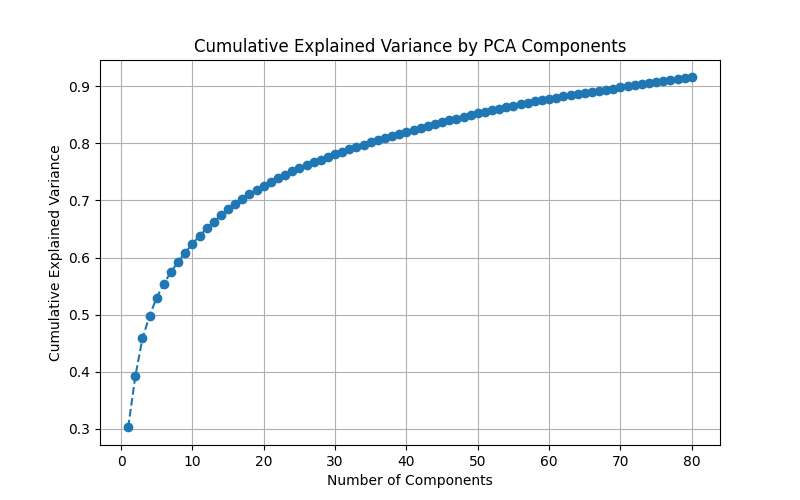 Cumulative Explained Variance by PCA Components
Cumulative Explained Variance
0.9
0.8
0.7
0.6
0.5
0.4
0.3
0 10 20 30 40 50 60 70 80
Number of Components